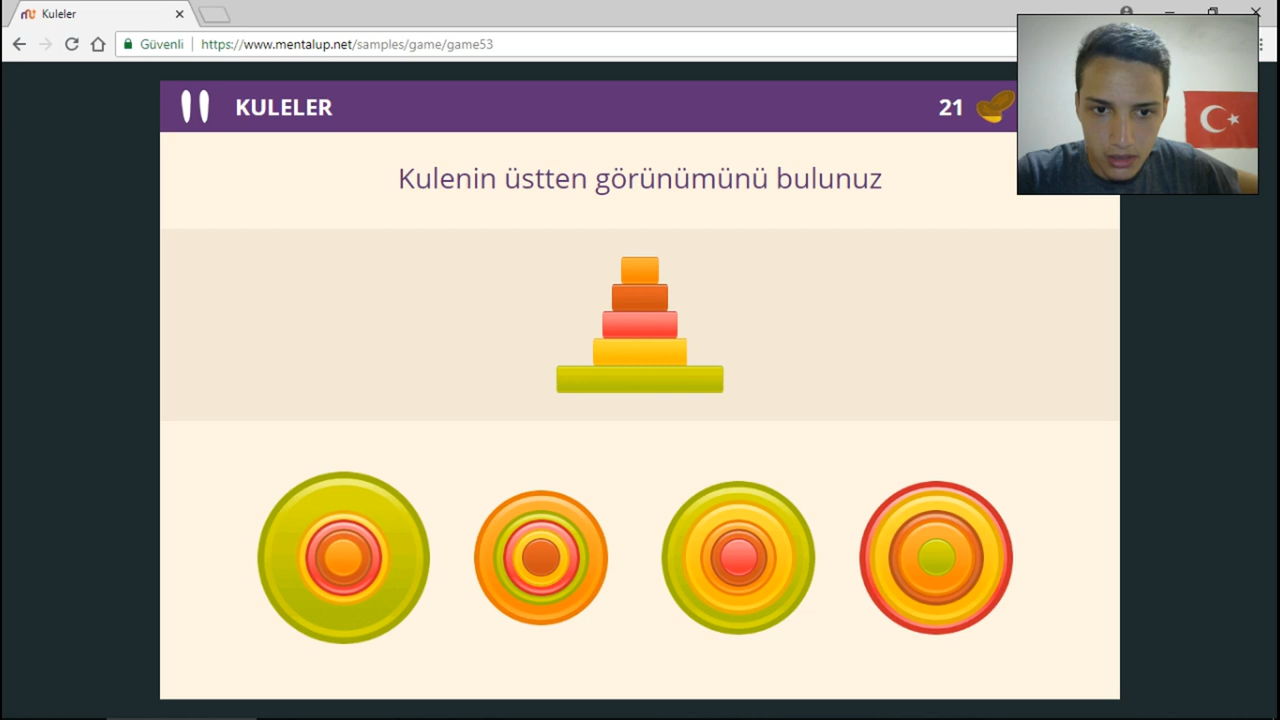 Kuleler
Güvenli
https://www.mentalup.net/samples/game/game53
KULELER
21
Kulenin üstten görünümünü bulunuz